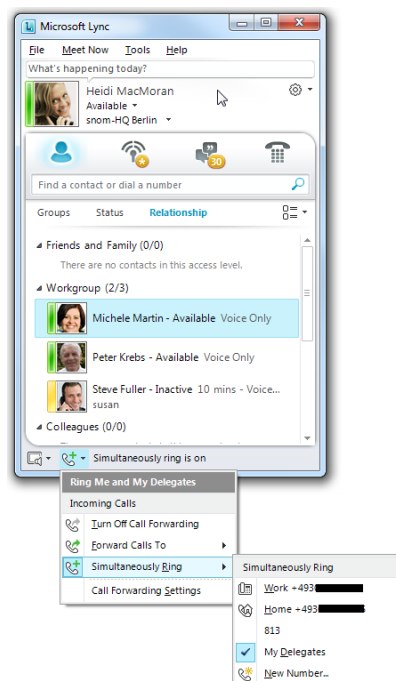 Microsoft Lync
File Meet Now Tools Help
What's happening today?
Heidi MacMoran
Available
snom-HQ Berlin
30
Find a contact or dial a number
Groups Status Relationship
Friends and Family (0/0)
There are no contacts in this access level.
Workgroup (2/3)
Michele Martin - Available Voice Only
Peter Krebs - Available Voice Only
Steve Fuller - Inactive 10 mins - Voice...
susan
Colleagues (0/0)
Simultaneously ring is on
Ring Me and My Delegates
Incoming Calls
Turn Off Call Forwarding
Forward Calls To
Simultaneously Ring
Call Forwarding Settings
Simultaneously Ring
Work +493
Home +493
813
My Delegates
New Number...